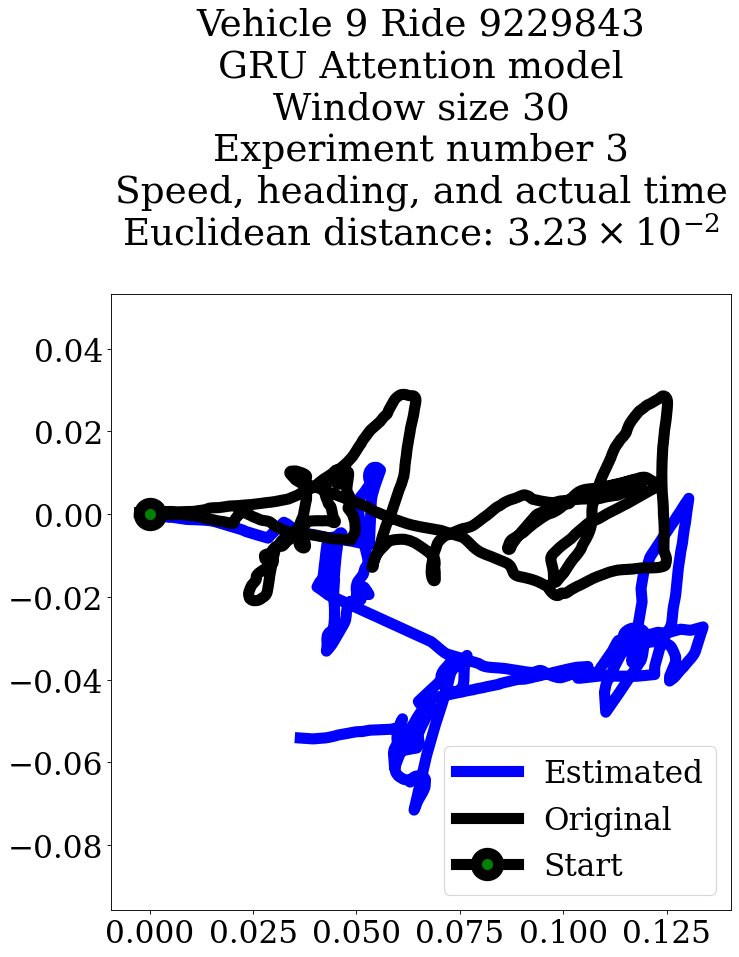 Vehicle 9 Ride 9229843
GRU Attention model
Window size 30
Experiment number 3
Speed, heading, and actual time
Euclidean distance: 3.23 × 10⁻²
0.04
0.02
0.00
−0.02
−0.04
−0.06
−0.08
Estimated
Original
Start
0.000 0.025 0.050 0.075 0.100 0.125